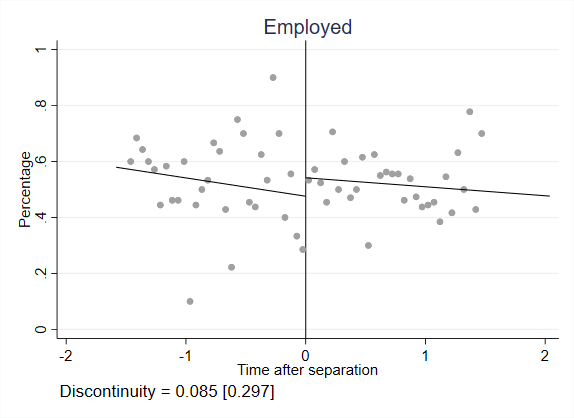 Employed
Percentage
1
.8
.6
.4
.2
0
-2 -1 0 1 2
Time after separation
Discontinuity = 0.085 [0.297]